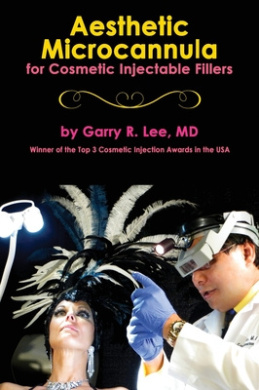 Aesthetic
Microcannula
for Cosmetic Injectable Fillers
by Garry R. Lee, MD
Winner of the Top 3 Cosmetic Injection Awards in the USA